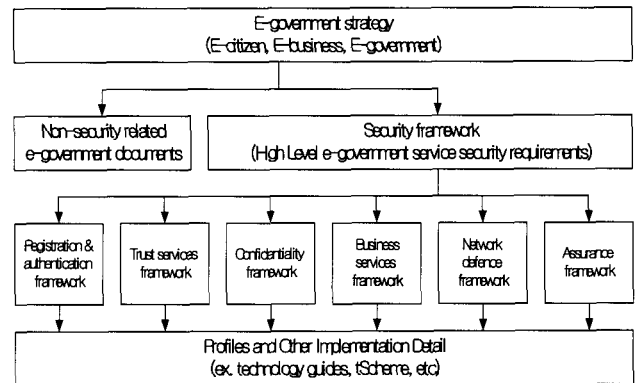 E-government strategy
(E-citizen, E-business, E-government)
Non-security related
e-government documents
Security framework
(High Level e-government service security requirements)
Registration &
authentication
framework
Trust services
framework
Confidentiality
framework
Business
services
framework
Network
defence
framework
Assurance
framework
Profiles and Other Implementation Detail
(ex. technology guides, tScheme, etc)